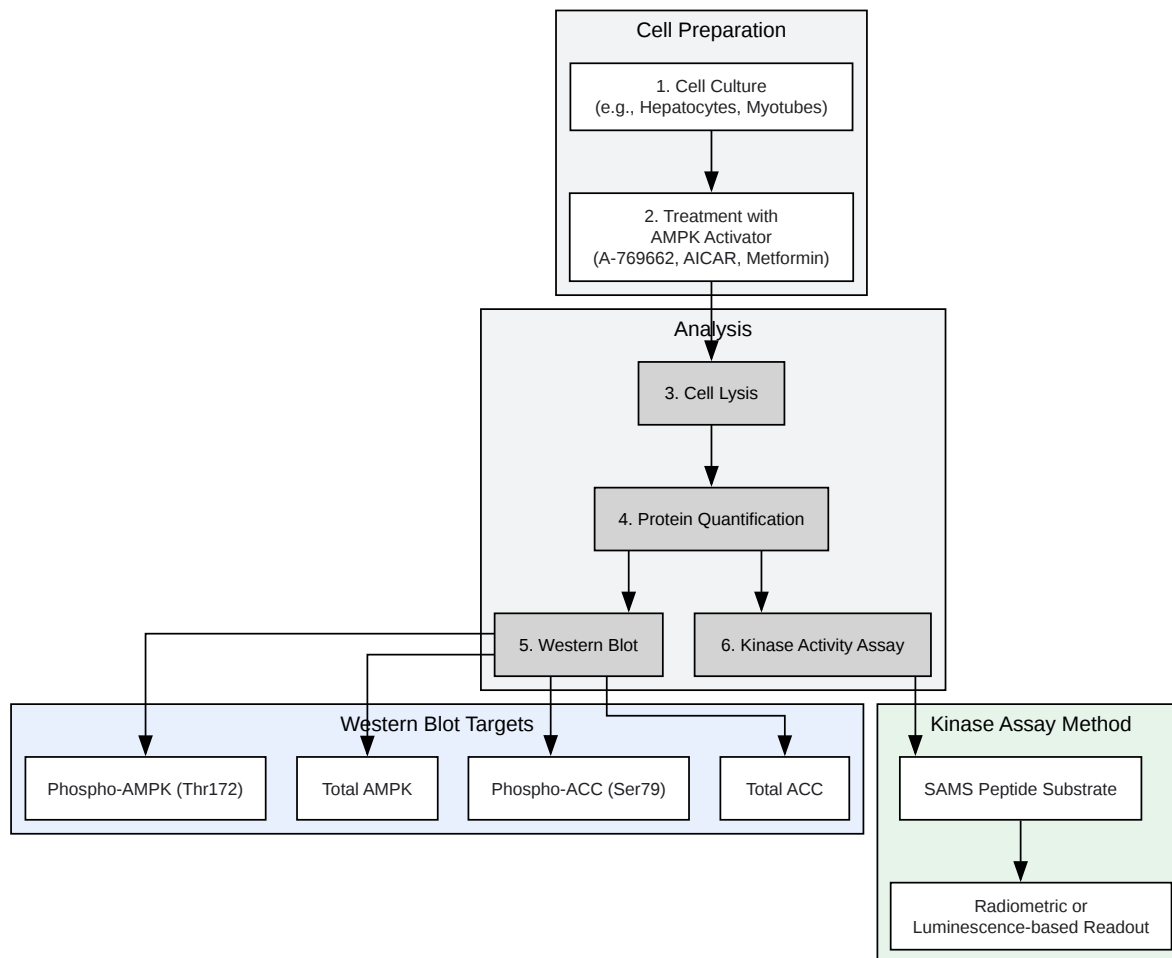 Cell Preparation
1. Cell Culture
(e.g., Hepatocytes, Myotubes)
2. Treatment with
AMPK Activator
(A-769662, AICAR, Metformin)
Analysis
3. Cell Lysis
4. Protein Quantification
5. Western Blot
6. Kinase Activity Assay
Western Blot Targets
Kinase Assay Method
Phospho-AMPK (Thr172)
Total AMPK
Phospho-ACC (Ser79)
Total ACC
SAMS Peptide Substrate
Radiometric or
Luminescence-based Readout